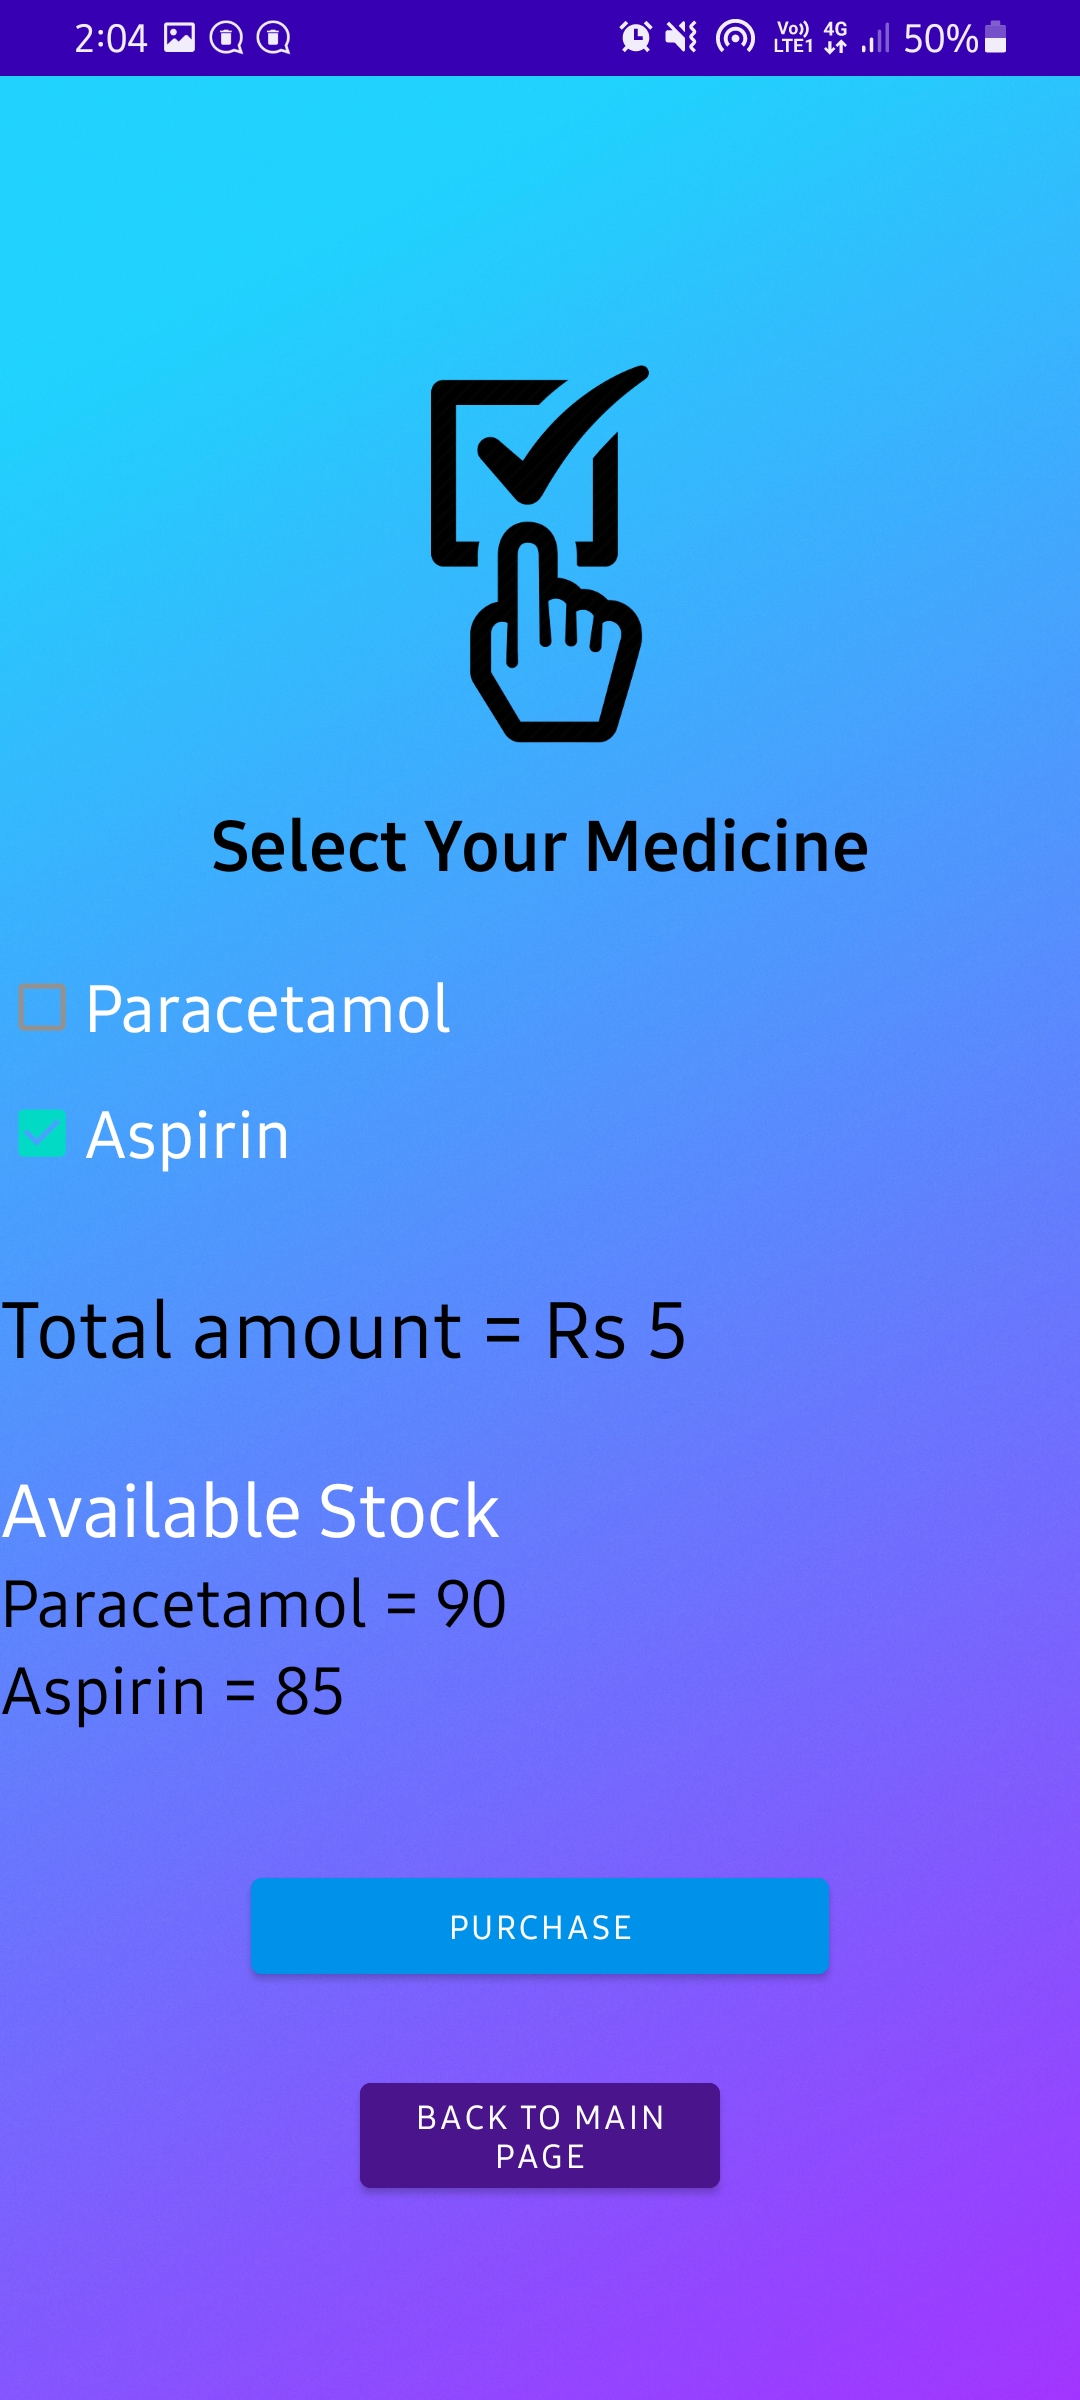 2:04 Vo)) LTE1 4G 50%
Select Your Medicine
Paracetamol
Aspirin
Total amount = Rs 5
Available Stock
Paracetamol = 90
Aspirin = 85
PURCHASE
BACK TO MAIN
PAGE